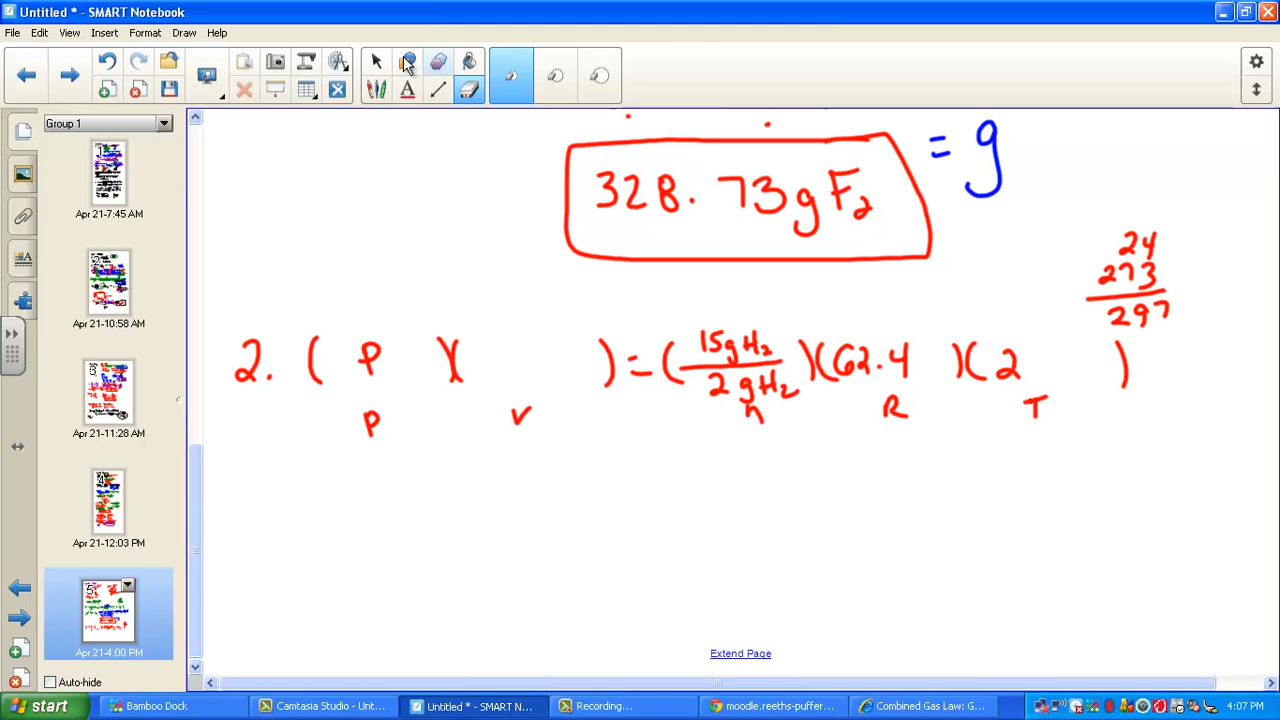 Untitled * - SMART Notebook
File Edit View Insert Format Draw Help
Group 1
Apr 21-7:45 AM
Apr 21-10:58 AM
Apr 21-11:28 AM
Apr 21-12:03 PM
Apr 21-4:00 PM
Auto-hide
328.73g F2
= g
24
273
297
2. ( P )( ) = ( 15g H2 / 2 g H2 )( 62.4 )( 2 )
P V n R T
Extend Page
start
Bamboo Dock
Camtasia Studio - Unt...
Untitled * - SMART N...
Recording...
moodle.reeths-puffer...
Combined Gas Law: G...
4:07 PM